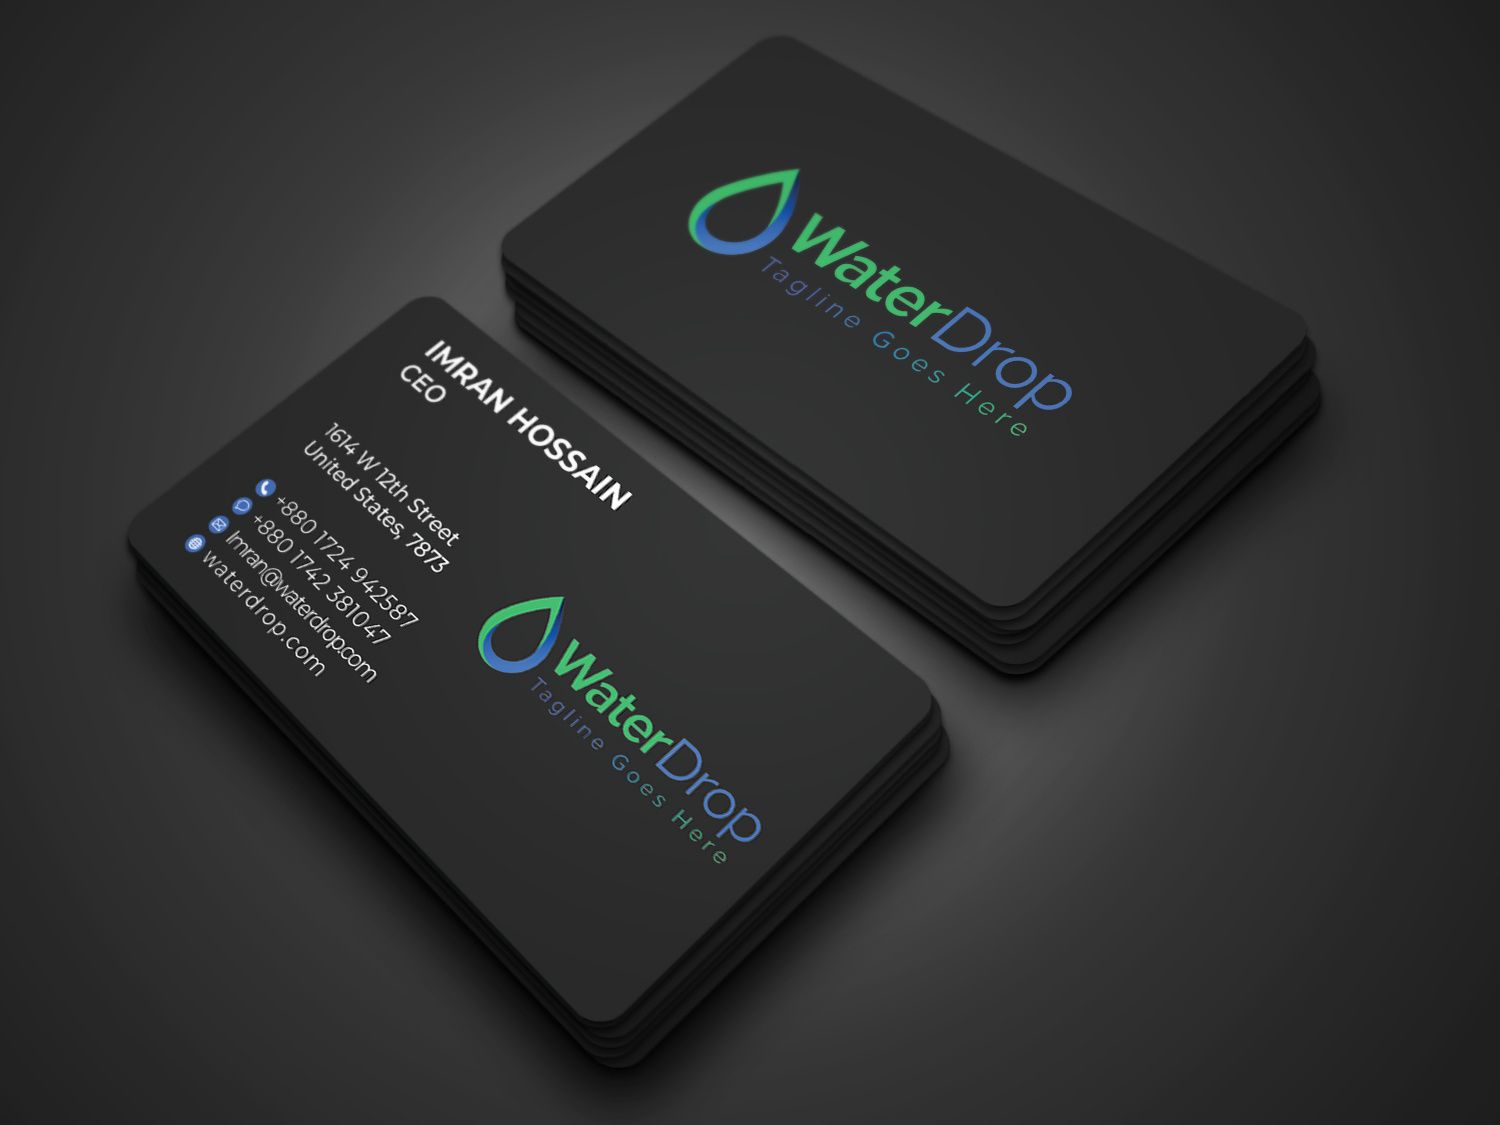 WaterDrop
Tagline Goes Here
IMRAN HOSSAIN
CEO
1614 W 12th Street
United States, 7873
+880 1724 942587
+880 1742 381047
Imran@waterdrop.com
waterdrop.com
WaterDrop
Tagline Goes Here